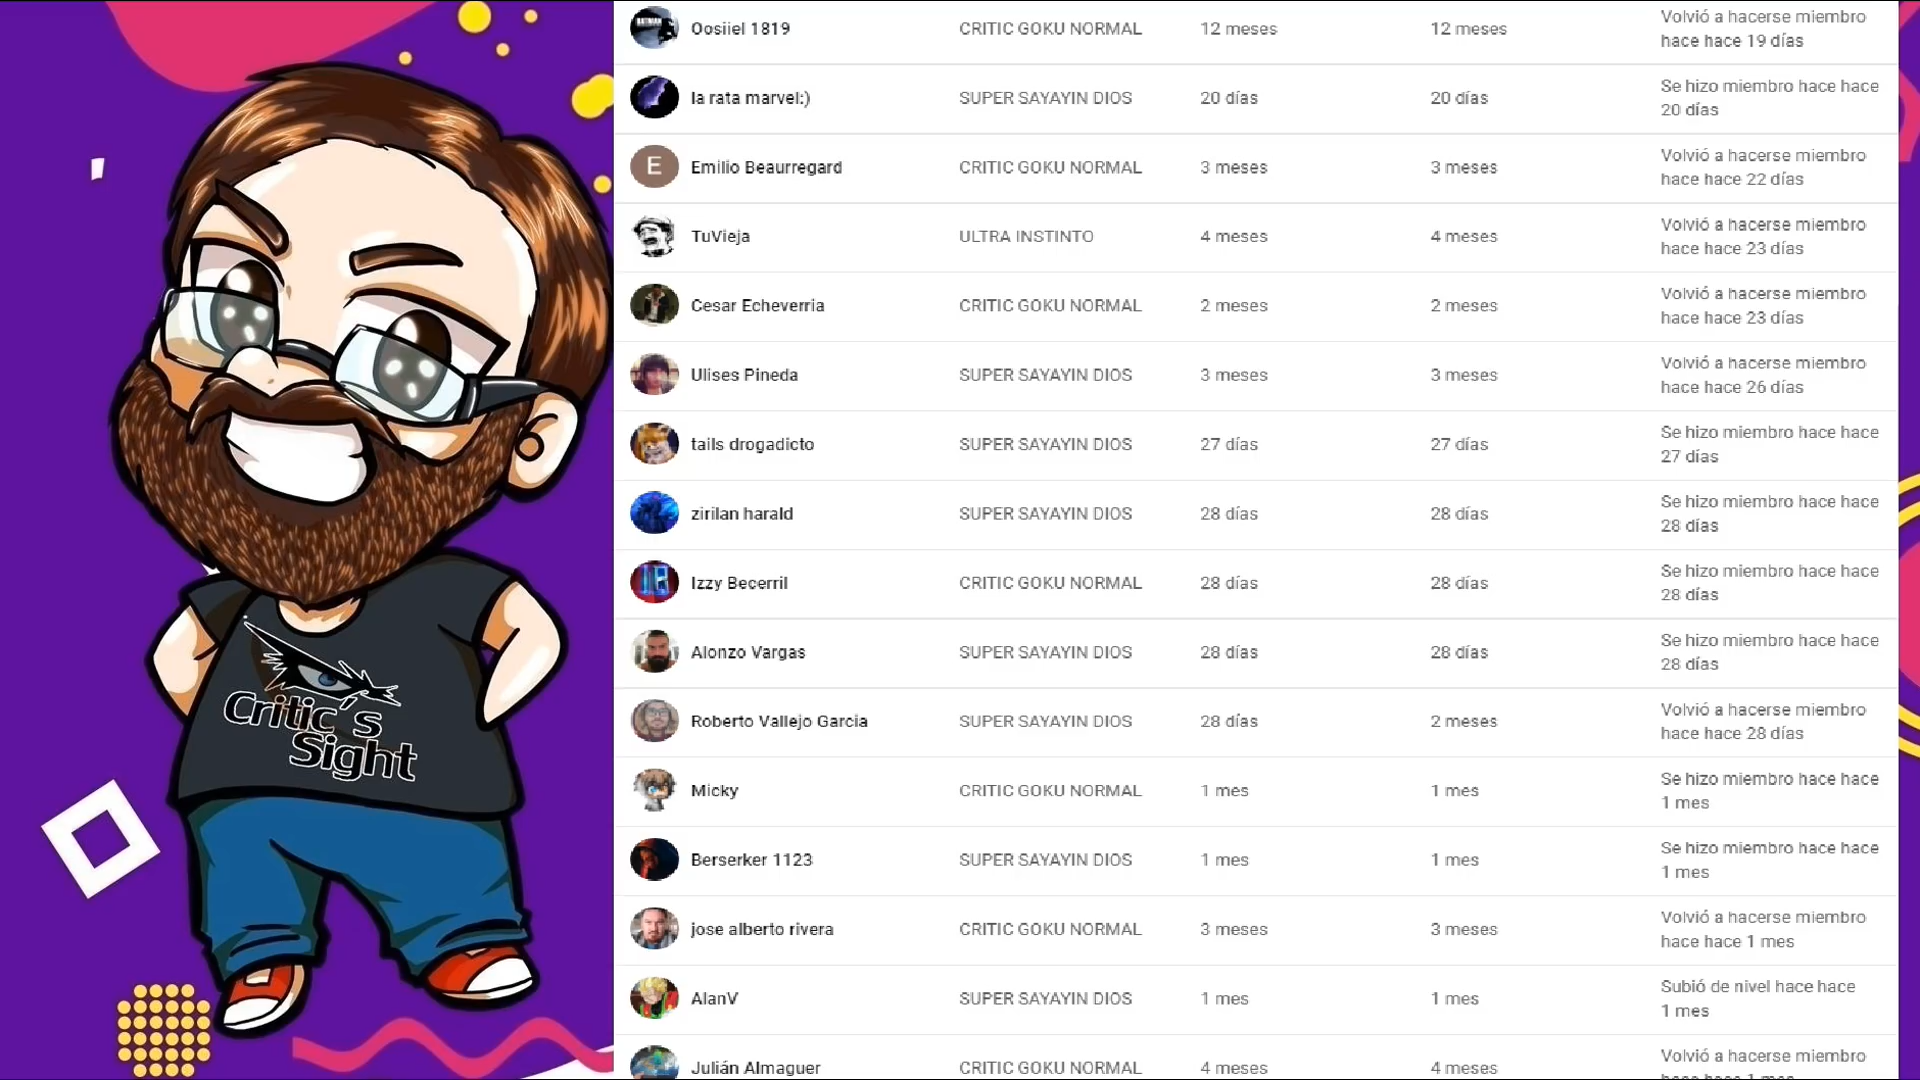 Critic´s
Sight
Oosiiel 1819 CRITIC GOKU NORMAL 12 meses 12 meses Volvió a hacerse miembro
hace hace 19 días
la rata marvel:) SUPER SAYAYIN DIOS 20 días 20 días Se hizo miembro hace hace
20 días
E Emilio Beaurregard CRITIC GOKU NORMAL 3 meses 3 meses Volvió a hacerse miembro
hace hace 22 días
TuVieja ULTRA INSTINTO 4 meses 4 meses Volvió a hacerse miembro
hace hace 23 días
Cesar Echeverria CRITIC GOKU NORMAL 2 meses 2 meses Volvió a hacerse miembro
hace hace 23 días
Ulises Pineda SUPER SAYAYIN DIOS 3 meses 3 meses Volvió a hacerse miembro
hace hace 26 días
tails drogadicto SUPER SAYAYIN DIOS 27 días 27 días Se hizo miembro hace hace
27 días
zirilan harald SUPER SAYAYIN DIOS 28 días 28 días Se hizo miembro hace hace
28 días
Izzy Becerril CRITIC GOKU NORMAL 28 días 28 días Se hizo miembro hace hace
28 días
Alonzo Vargas SUPER SAYAYIN DIOS 28 días 28 días Se hizo miembro hace hace
28 días
Roberto Vallejo Garcia SUPER SAYAYIN DIOS 28 días 2 meses Volvió a hacerse miembro
hace hace 28 días
Micky CRITIC GOKU NORMAL 1 mes 1 mes Se hizo miembro hace hace
1 mes
Berserker 1123 SUPER SAYAYIN DIOS 1 mes 1 mes Se hizo miembro hace hace
1 mes
jose alberto rivera CRITIC GOKU NORMAL 3 meses 3 meses Volvió a hacerse miembro
hace hace 1 mes
AlanV SUPER SAYAYIN DIOS 1 mes 1 mes Subió de nivel hace hace
1 mes
Julián Almaguer CRITIC GOKU NORMAL 4 meses 4 meses Volvió a hacerse miembro